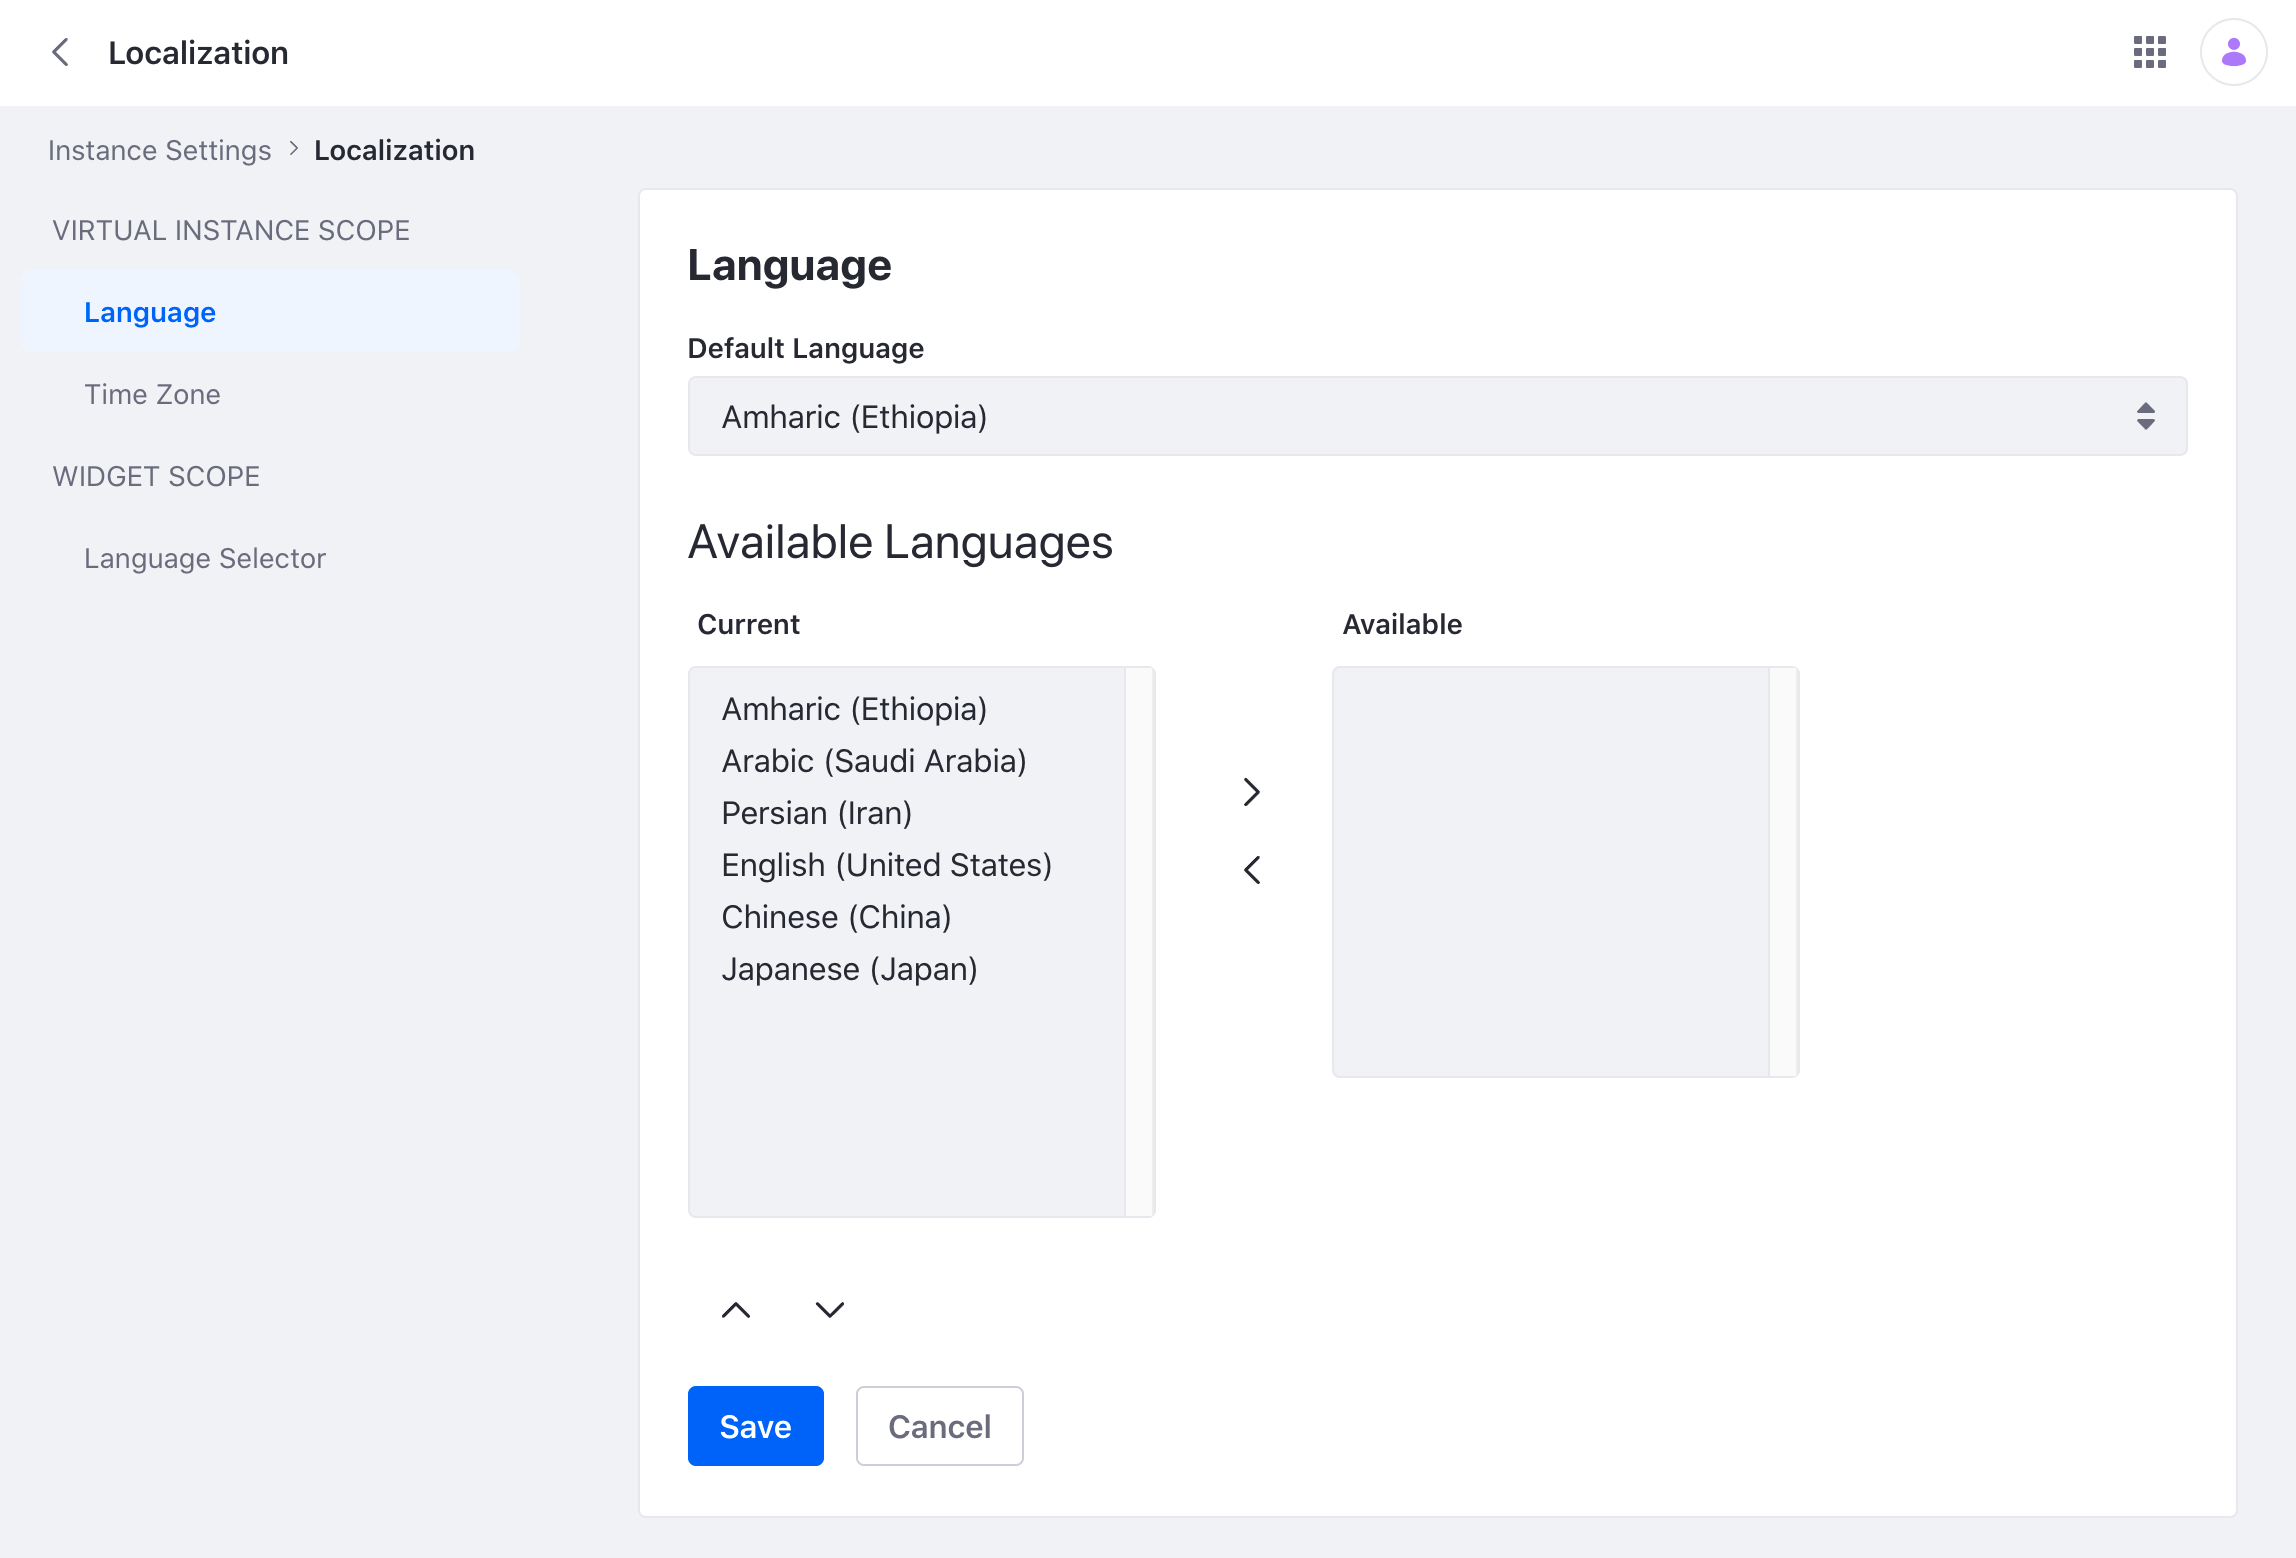 Localization
Instance Settings > Localization
VIRTUAL INSTANCE SCOPE
Language
Time Zone
WIDGET SCOPE
Language Selector
Language
Default Language
Amharic (Ethiopia)
Available Languages
Current
Amharic (Ethiopia)
Arabic (Saudi Arabia)
Persian (Iran)
English (United States)
Chinese (China)
Japanese (Japan)
Available
Save
Cancel